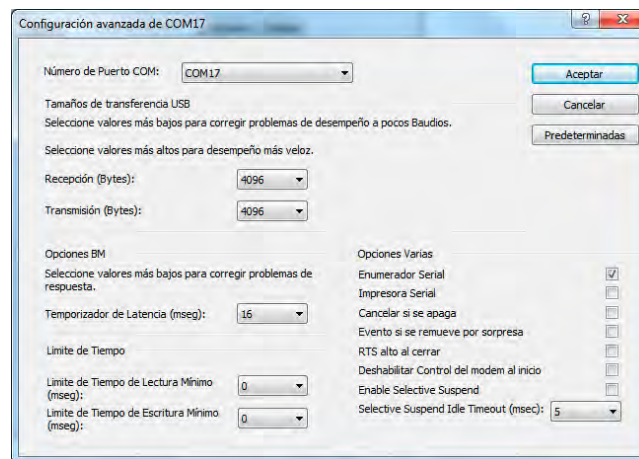 Configuración avanzada de COM17
Número de Puerto COM: COM17
Aceptar
Tamaños de transferencia USB
Cancelar
Seleccione valores más bajos para corregir problemas de desempeño a pocos Baudios.
Predeterminadas
Seleccione valores más altos para desempeño más veloz.
Recepción (Bytes): 4096
Transmisión (Bytes): 4096
Opciones BM
Seleccione valores más bajos para corregir problemas de
respuesta.
Temporizador de Latencia (mseg): 16
Limite de Tiempo
Limite de Tiempo de Lectura Mínimo
(mseg): 0
Limite de Tiempo de Escritura Mínimo
(mseg): 0
Opciones Varias
Enumerador Serial
Impresora Serial
Cancelar si se apaga
Evento si se remueve por sorpresa
RTS alto al cerrar
Deshabilitar Control del modem al inicio
Enable Selective Suspend
Selective Suspend Idle Timeout (msec): 5